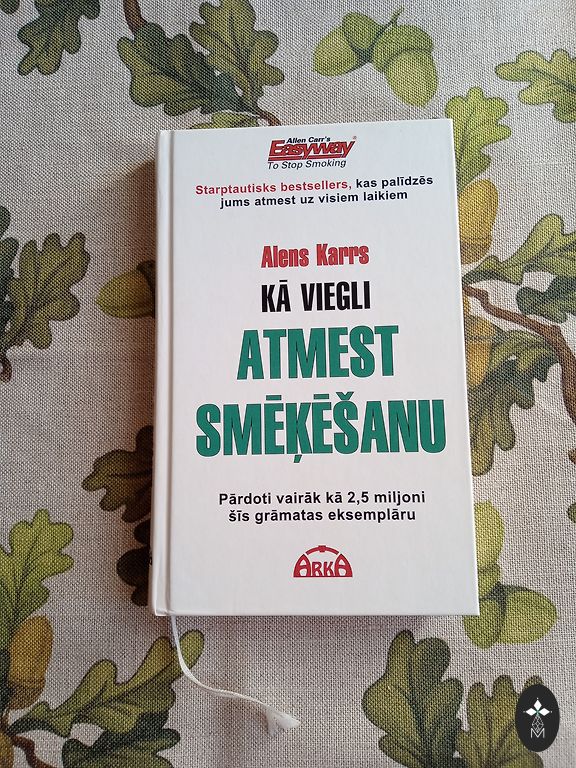 Allen Carr's
Easyway®
To Stop Smoking
Starptautisks bestsellers, kas palīdzēs
jums atmest uz visiem laikiem
Alens Karrs
KĀ VIEGLI
ATMEST
SMĒĶĒŠANU
Pārdoti vairāk kā 2,5 miljoni
šīs grāmatas eksemplāru
ARKA
M